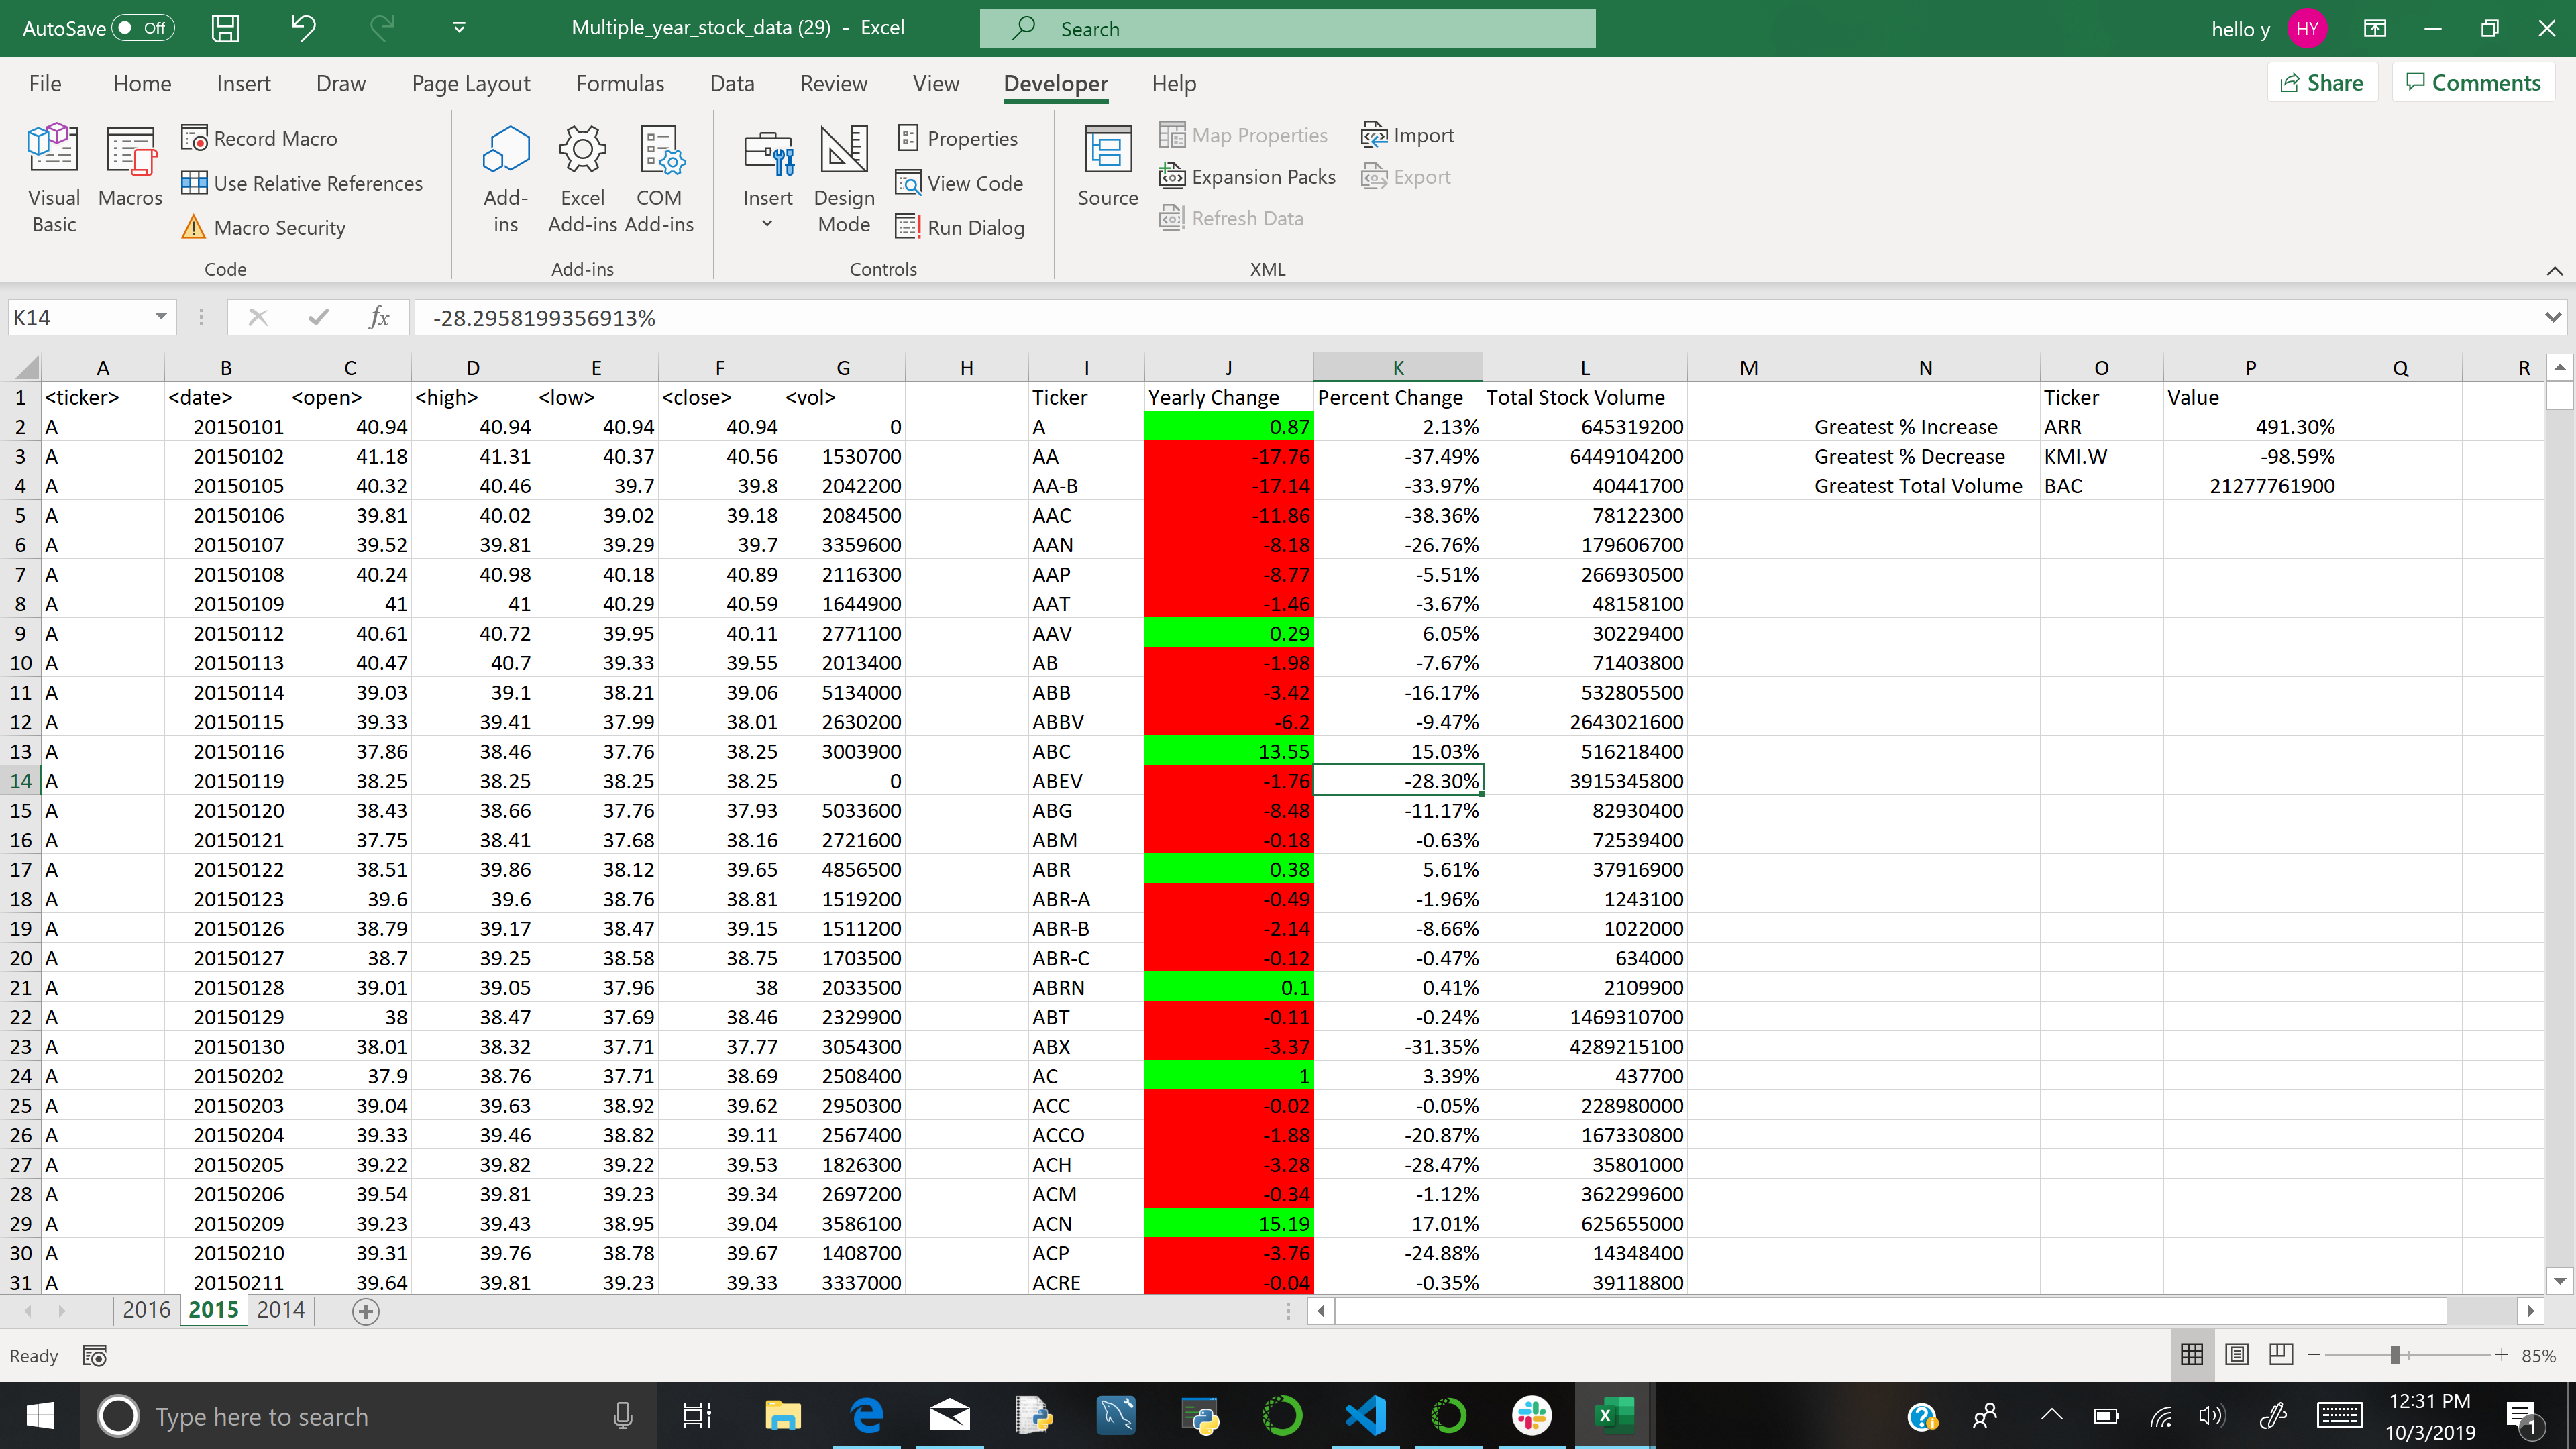 AutoSave Off Multiple_year_stock_data (29) - Excel Search hello y HY
File Home Insert Draw Page Layout Formulas Data Review View Developer Help Share Comments
Visual Basic
Macros
Record Macro
Use Relative References
Macro Security
Code
Add-ins
Excel Add-ins
COM Add-ins
Add-ins
Insert
Design Mode
Properties
View Code
Run Dialog
Controls
Source
Map Properties
Expansion Packs
Refresh Data
Import
Export
XML
K14 fx -28.2958199356913%
A B C D E F G H I J K L M N O P Q R
1 <ticker> <date> <open> <high> <low> <close> <vol> Ticker Yearly Change Percent Change Total Stock Volume Ticker Value
2 A 20150101 40.94 40.94 40.94 40.94 0 A 0.87 2.13% 645319200 Greatest % Increase ARR 491.30%
3 A 20150102 41.18 41.31 40.37 40.56 1530700 AA -17.76 -37.49% 6449104200 Greatest % Decrease KMI.W -98.59%
4 A 20150105 40.32 40.46 39.7 39.8 2042200 AA-B -17.14 -33.97% 40441700 Greatest Total Volume BAC 21277761900
5 A 20150106 39.81 40.02 39.02 39.18 2084500 AAC -11.86 -38.36% 78122300
6 A 20150107 39.52 39.81 39.29 39.7 3359600 AAN -8.18 -26.76% 179606700
7 A 20150108 40.24 40.98 40.18 40.89 2116300 AAP -8.77 -5.51% 266930500
8 A 20150109 41 41 40.29 40.59 1644900 AAT -1.46 -3.67% 48158100
9 A 20150112 40.61 40.72 39.95 40.11 2771100 AAV 0.29 6.05% 30229400
10 A 20150113 40.47 40.7 39.33 39.55 2013400 AB -1.98 -7.67% 71403800
11 A 20150114 39.03 39.1 38.21 39.06 5134000 ABB -3.42 -16.17% 532805500
12 A 20150115 39.33 39.41 37.99 38.01 2630200 ABBV -6.2 -9.47% 2643021600
13 A 20150116 37.86 38.46 37.76 38.25 3003900 ABC 13.55 15.03% 516218400
14 A 20150119 38.25 38.25 38.25 38.25 0 ABEV -1.76 -28.30% 3915345800
15 A 20150120 38.43 38.66 37.76 37.93 5033600 ABG -8.48 -11.17% 82930400
16 A 20150121 37.75 38.41 37.68 38.16 2721600 ABM -0.18 -0.63% 72539400
17 A 20150122 38.51 39.86 38.12 39.65 4856500 ABR 0.38 5.61% 37916900
18 A 20150123 39.6 39.6 38.76 38.81 1519200 ABR-A -0.49 -1.96% 1243100
19 A 20150126 38.79 39.17 38.47 39.15 1511200 ABR-B -2.14 -8.66% 1022000
20 A 20150127 38.7 39.25 38.58 38.75 1703500 ABR-C -0.12 -0.47% 634000
21 A 20150128 39.01 39.05 37.96 38 2033500 ABRN 0.1 0.41% 2109900
22 A 20150129 38 38.47 37.69 38.46 2329900 ABT -0.11 -0.24% 1469310700
23 A 20150130 38.01 38.32 37.71 37.77 3054300 ABX -3.37 -31.35% 4289215100
24 A 20150202 37.9 38.76 37.71 38.69 2508400 AC 1 3.39% 437700
25 A 20150203 39.04 39.63 38.92 39.62 2950300 ACC -0.02 -0.05% 228980000
26 A 20150204 39.33 39.46 38.82 39.11 2567400 ACCO -1.88 -20.87% 167330800
27 A 20150205 39.22 39.82 39.22 39.53 1826300 ACH -3.28 -28.47% 35801000
28 A 20150206 39.54 39.81 39.23 39.34 2697200 ACM -0.34 -1.12% 362299600
29 A 20150209 39.23 39.43 38.95 39.04 3586100 ACN 15.19 17.01% 625655000
30 A 20150210 39.31 39.76 38.78 39.67 1408700 ACP -3.76 -24.88% 14348400
31 A 20150211 39.64 39.81 39.23 39.33 3337000 ACRE -0.04 -0.35% 39118800
2016 2015 2014
Ready 85%
Type here to search 12:31 PM
10/3/2019 1